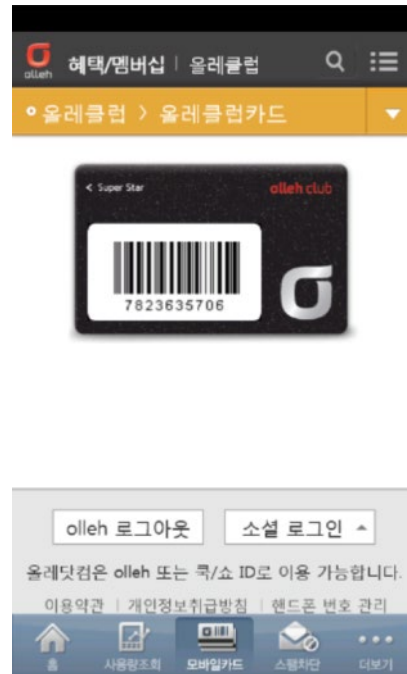 olleh 혜택/멤버십 | 올레클럽
올레클럽 > 올레클럽카드
< Super Star olleh club
7823635706
olleh 로그아웃 소셜 로그인
올레닷컴은 olleh 또는 쿡/쇼 ID로 이용 가능합니다.
이용약관 | 개인정보취급방침 | 핸드폰 번호 관리
홈 사용량조회 모바일카드 스팸차단 더보기